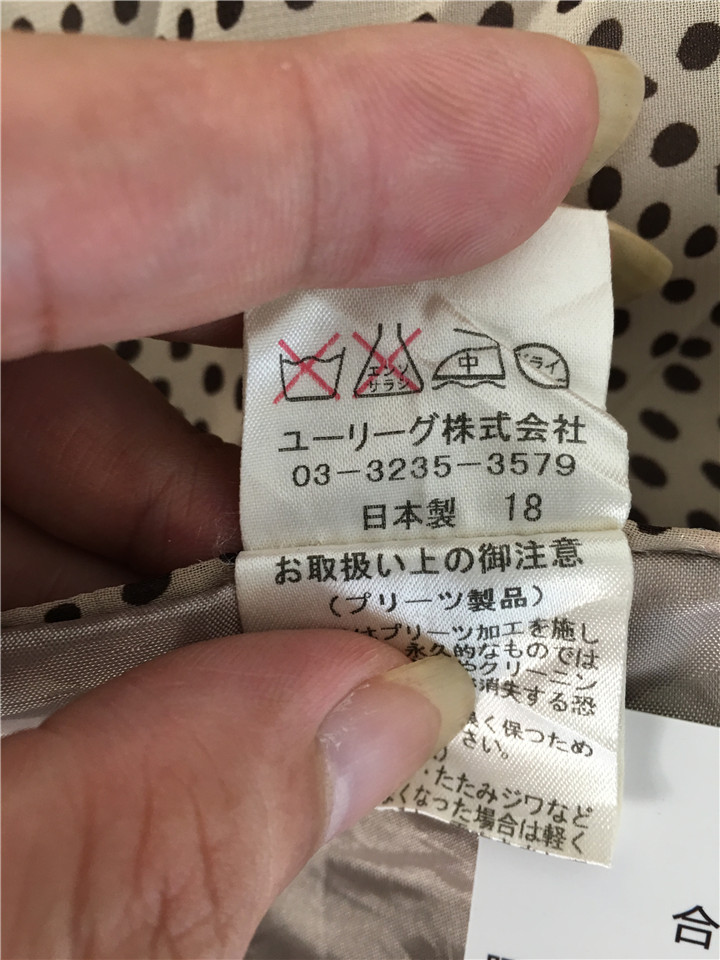 エンソ
サラシ
中
ドライ
ユーリーグ株式会社
03-3235-3579
日本製 18
お取扱い上の御注意
(プリーツ製品)
はプリーツ加工を施し
永久的なものでは
やクリーニン
消失する恐
く保つため
さい。
・たたみジワなど
なくなった場合は軽く
合